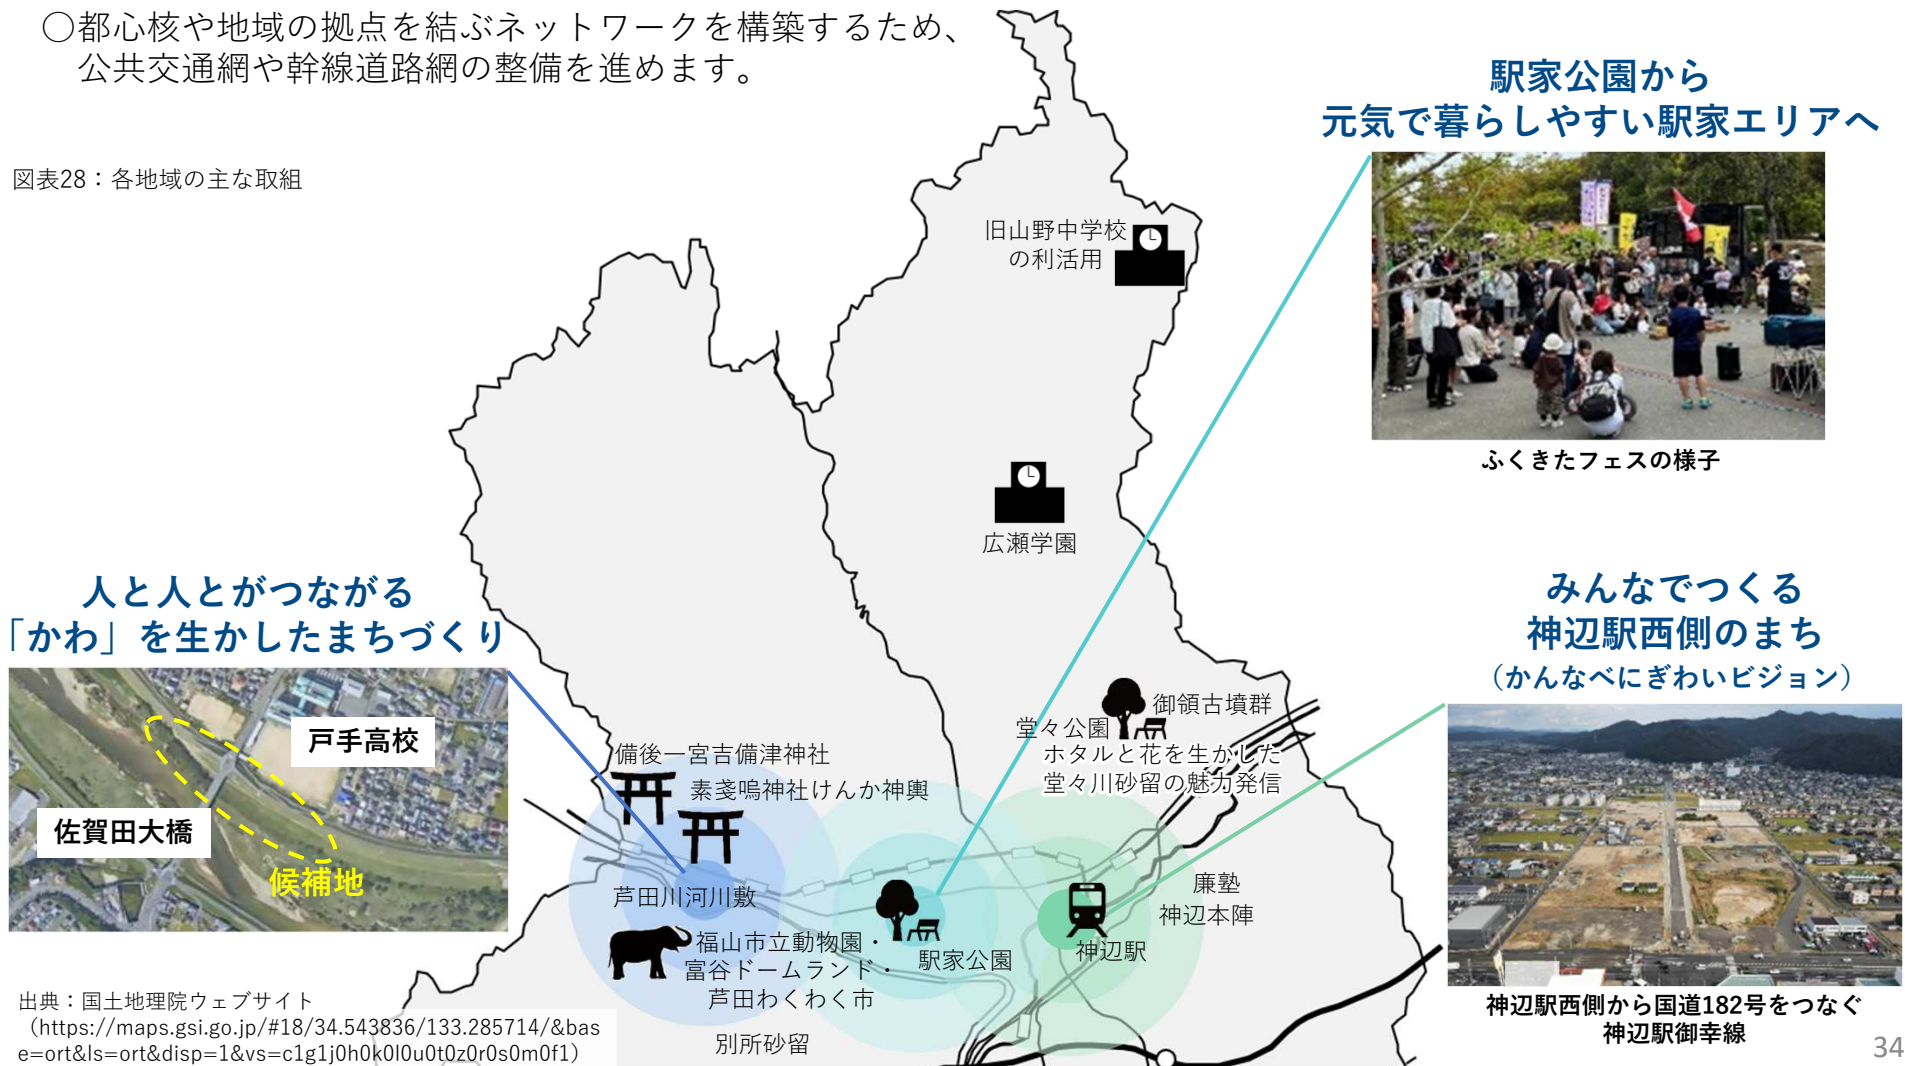 ○都心核や地域の拠点を結ぶネットワークを構築するため、
公共交通網や幹線道路網の整備を進めます。
図表28：各地域の主な取組
駅家公園から
元気で暮らしやすい駅家エリアへ
ふくきたフェスの様子
旧山野中学校
の利活用
広瀬学園
人と人とがつながる
「かわ」を生かしたまちづくり
戸手高校
佐賀田大橋
候補地
みんなでつくる
神辺駅西側のまち
（かんなべにぎわいビジョン）
御領古墳群
堂々公園
ホタルと花を生かした
堂々川砂留の魅力発信
備後一宮吉備津神社
素盞嗚神社けんか神輿
芦田川河川敷
福山市立動物園・
富谷ドームランド・
芦田わくわく市
駅家公園
神辺駅
廉塾
神辺本陣
別所砂留
神辺駅西側から国道182号をつなぐ
神辺駅御幸線
出典：国土地理院ウェブサイト
（https://maps.gsi.go.jp/#18/34.543836/133.285714/&bas
e=ort&ls=ort&disp=1&vs=c1g1j0h0k0l0u0t0z0r0s0m0f1）
34